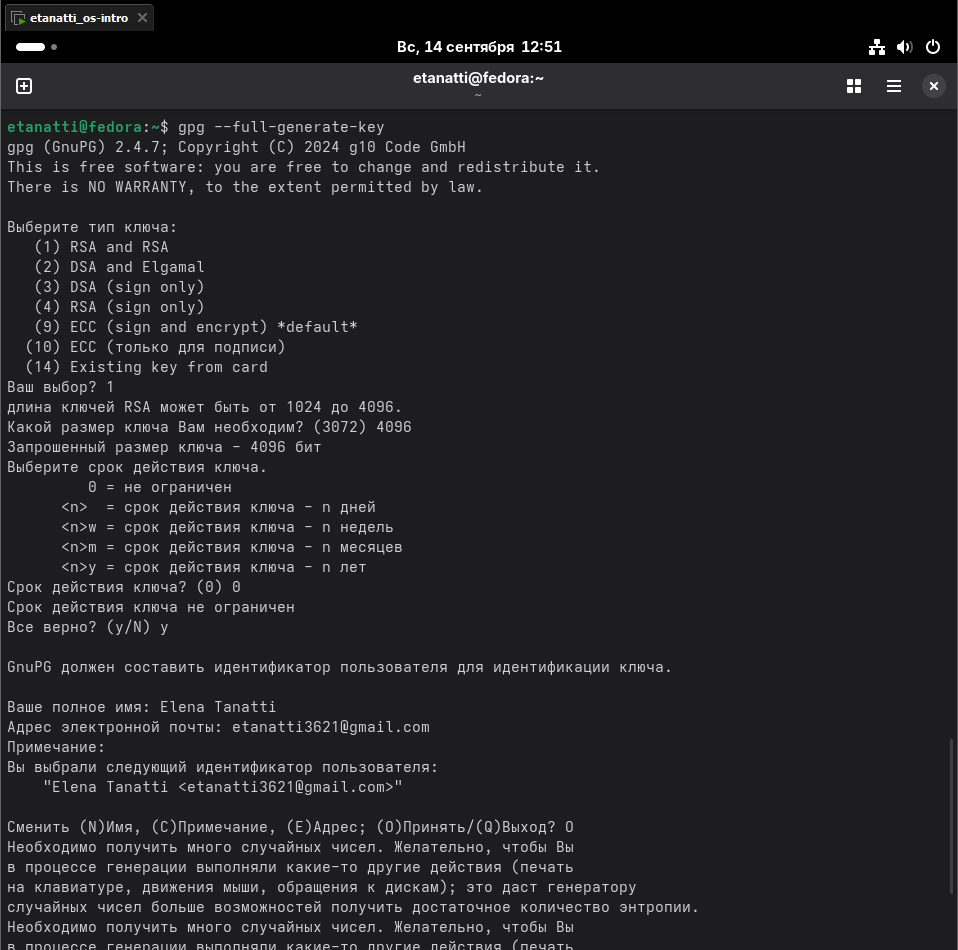 etanatti_os-intro
Вс, 14 сентября 12:51
etanatti@fedora:~
~
etanatti@fedora:~$ gpg --full-generate-key
gpg (GnuPG) 2.4.7; Copyright (C) 2024 g10 Code GmbH
This is free software: you are free to change and redistribute it.
There is NO WARRANTY, to the extent permitted by law.
Выберите тип ключа:
(1) RSA and RSA
(2) DSA and Elgamal
(3) DSA (sign only)
(4) RSA (sign only)
(9) ECC (sign and encrypt) *default*
(10) ECC (только для подписи)
(14) Existing key from card
Ваш выбор? 1
длина ключей RSA может быть от 1024 до 4096.
Какой размер ключа Вам необходим? (3072) 4096
Запрошенный размер ключа - 4096 бит
Выберите срок действия ключа.
0 = не ограничен
<n> = срок действия ключа - n дней
<n>w = срок действия ключа - n недель
<n>m = срок действия ключа - n месяцев
<n>y = срок действия ключа - n лет
Срок действия ключа? (0) 0
Срок действия ключа не ограничен
Все верно? (y/N) y
GnuPG должен составить идентификатор пользователя для идентификации ключа.
Ваше полное имя: Elena Tanatti
Адрес электронной почты: etanatti3621@gmail.com
Примечание:
Вы выбрали следующий идентификатор пользователя:
"Elena Tanatti <etanatti3621@gmail.com>"
Сменить (N)Имя, (C)Примечание, (E)Адрес; (O)Принять/(Q)Выход? O
Необходимо получить много случайных чисел. Желательно, чтобы Вы
в процессе генерации выполняли какие-то другие действия (печать
на клавиатуре, движения мыши, обращения к дискам); это даст генератору
случайных чисел больше возможностей получить достаточное количество энтропии.
Необходимо получить много случайных чисел. Желательно, чтобы Вы
в процессе генерации выполняли какие-то другие действия (печать